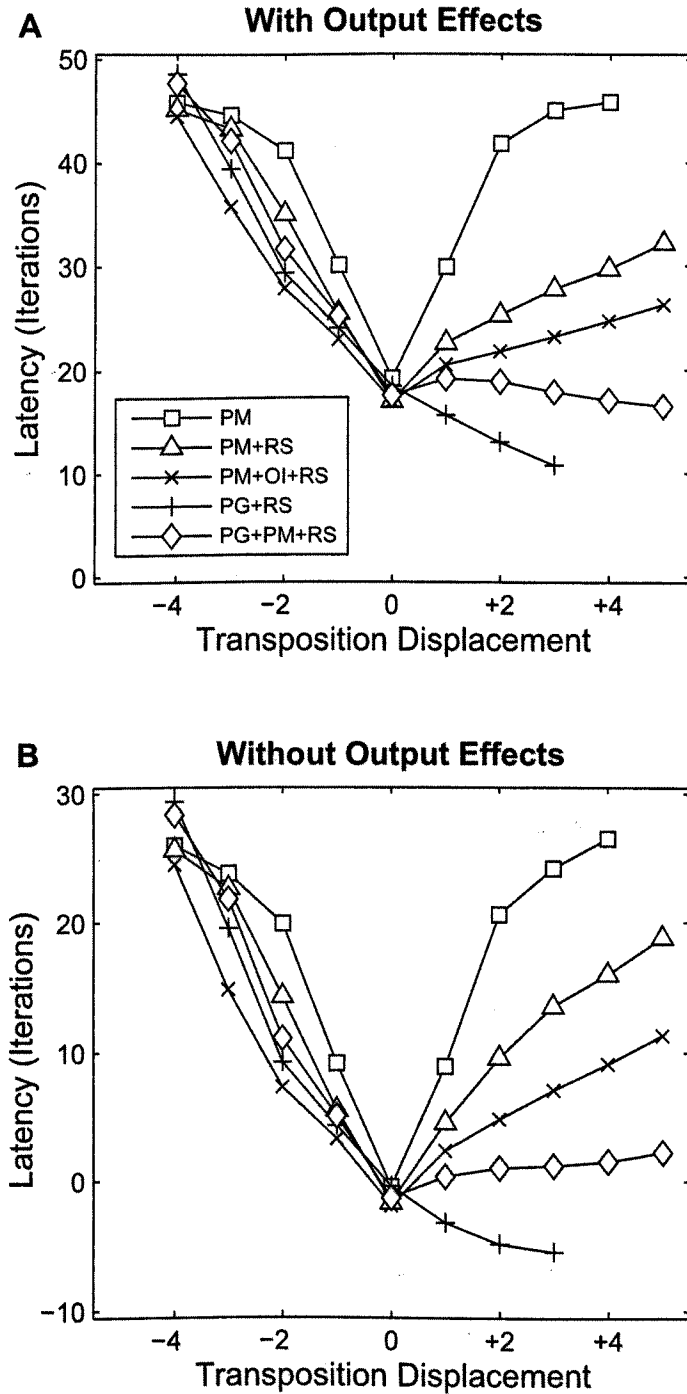 A
With Output Effects
50
40
30
20
10
0
Latency (Iterations)
PM
PM+RS
PM+OI+RS
PG+RS
PG+PM+RS
−4
−2
0
+2
+4
Transposition Displacement
B
Without Output Effects
30
20
10
0
−10
Latency (Iterations)
−4
−2
0
+2
+4
Transposition Displacement